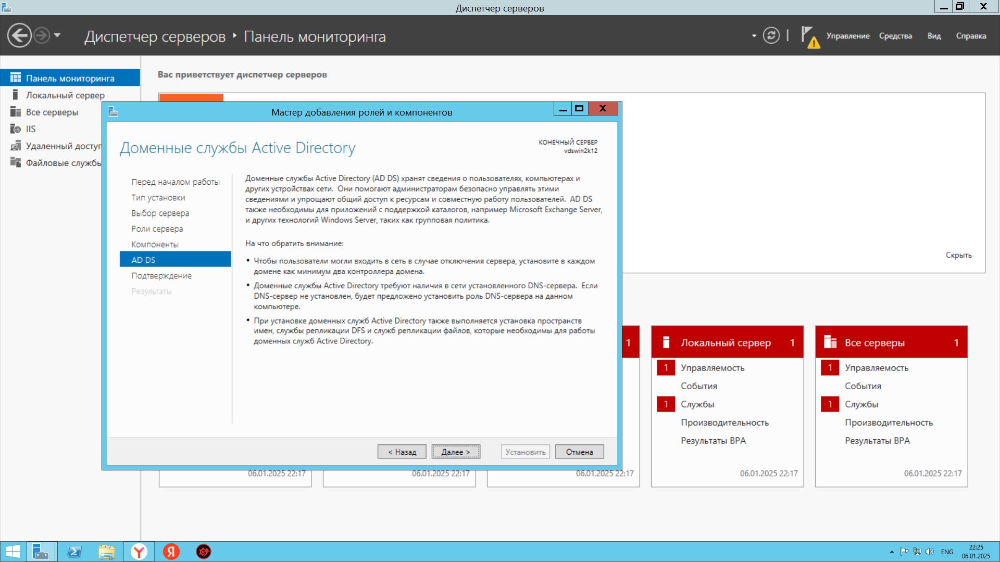 Диспетчер серверов
Диспетчер серверов ‣ Панель мониторинга
Управление Средства Вид Справка
Панель мониторинга
Локальный сервер
Все серверы
IIS
Удаленный доступ
Файловые службы
Вас приветствует диспетчер серверов
Скрыть
Мастер добавления ролей и компонентов
Доменные службы Active Directory
КОНЕЧНЫЙ СЕРВЕР
vdswin2k12
Перед началом работы
Тип установки
Выбор сервера
Роли сервера
Компоненты
AD DS
Подтверждение
Результаты
Доменные службы Active Directory (AD DS) хранят сведения о пользователях, компьютерах и
других устройствах сети. Они помогают администраторам безопасно управлять этими
сведениями и упрощают общий доступ к ресурсам и совместную работу пользователей. AD DS
также необходимы для приложений с поддержкой каталогов, например Microsoft Exchange Server,
и других технологий Windows Server, таких как групповая политика.
На что обратить внимание:
• Чтобы пользователи могли входить в сеть в случае отключения сервера, установите в каждом
домене как минимум два контроллера домена.
• Доменные службы Active Directory требуют наличия в сети установленного DNS-сервера. Если
DNS-сервер не установлен, будет предложено установить роль DNS-сервера на данном
компьютере.
• При установке доменных служб Active Directory также выполняется установка пространств
имен, службы репликации DFS и служб репликации файлов, которые необходимы для работы
доменных служб Active Directory.
< Назад
Далее >
Установить
Отмена
1
Локальный сервер 1
1 Управляемость
События
1 Службы
Производительность
Результаты BPA
06.01.2025 22:17
Все серверы 1
1 Управляемость
События
1 Службы
Производительность
Результаты BPA
06.01.2025 22:17
06.01.2025 22:17
06.01.2025 22:17
06.01.2025 22:17
Я
ENG
22:25
06.01.2025